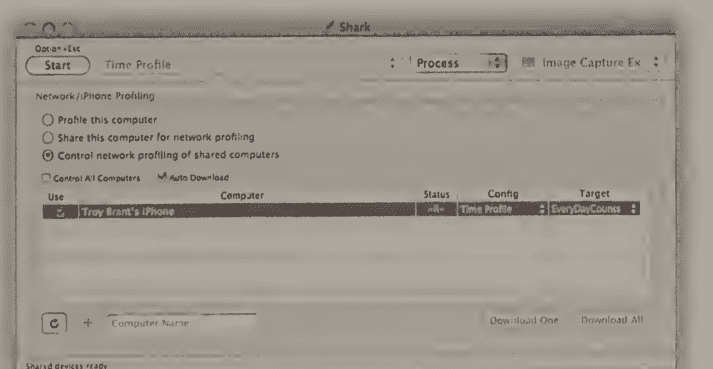 Shark
Option+Esc
Start Time Profile Process Image Capture Ex
Network/iPhone Profiling
Profile this computer
Share this computer for network profiling
Control network profiling of shared computers
Control All Computers Auto Download
Use Computer Status Config Target
Troy Brant's iPhone Time Profile EveryDayCounts
+ Computer Name Download One Download All
Shared devices ready